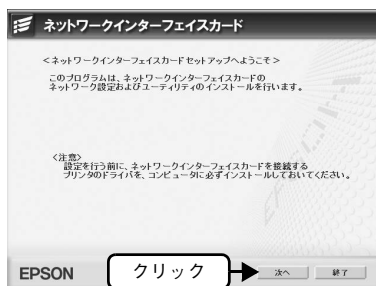 ネットワークインターフェイスカード
<ネットワークインターフェイスカードセットアップへようこそ>
このプログラムは、ネットワークインターフェイスカードの
ネットワーク設定およびユーティリティのインストールを行います。
<注意>
設定を行う前に、ネットワークインターフェイスカードを接続する
プリンタのドライバを、コンピュータに必ずインストールしておいてください。
EPSON
クリック
次へ
終了